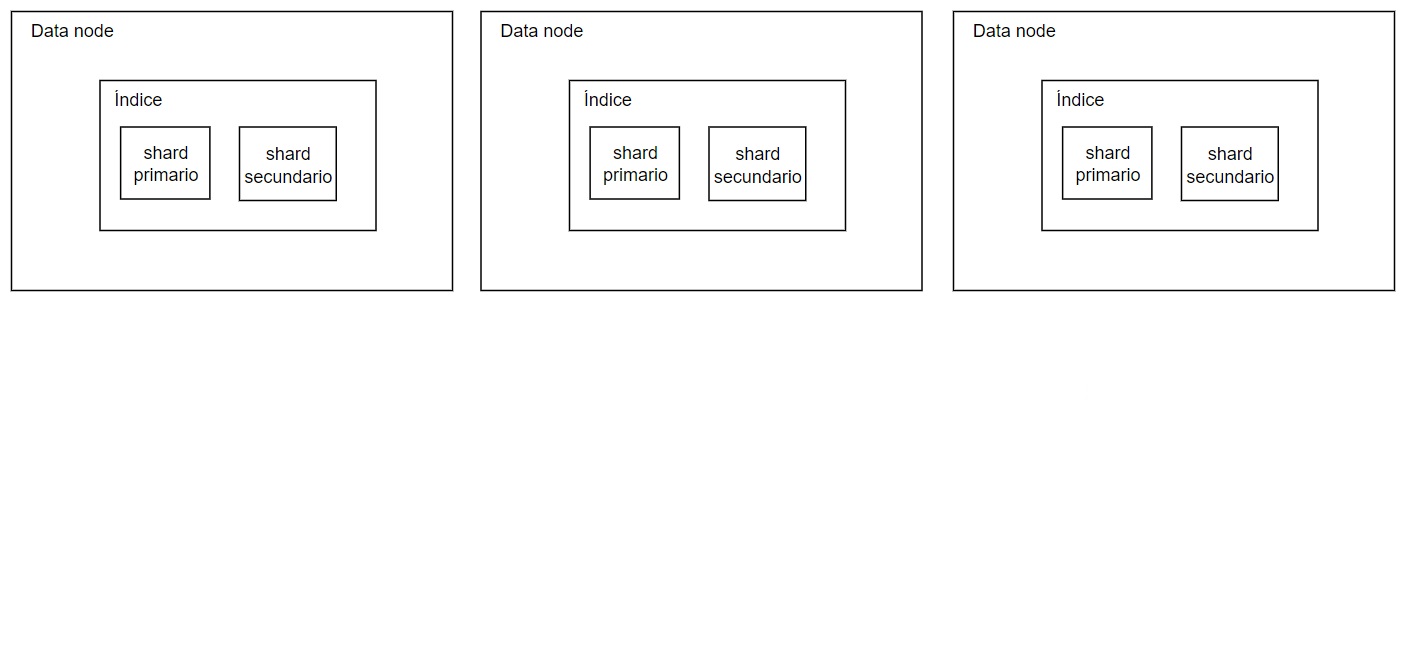 Data node
Índice
shard
primario
shard
secundario
Data node
Índice
shard
primario
shard
secundario
Data node
Índice
shard
primario
shard
secundario